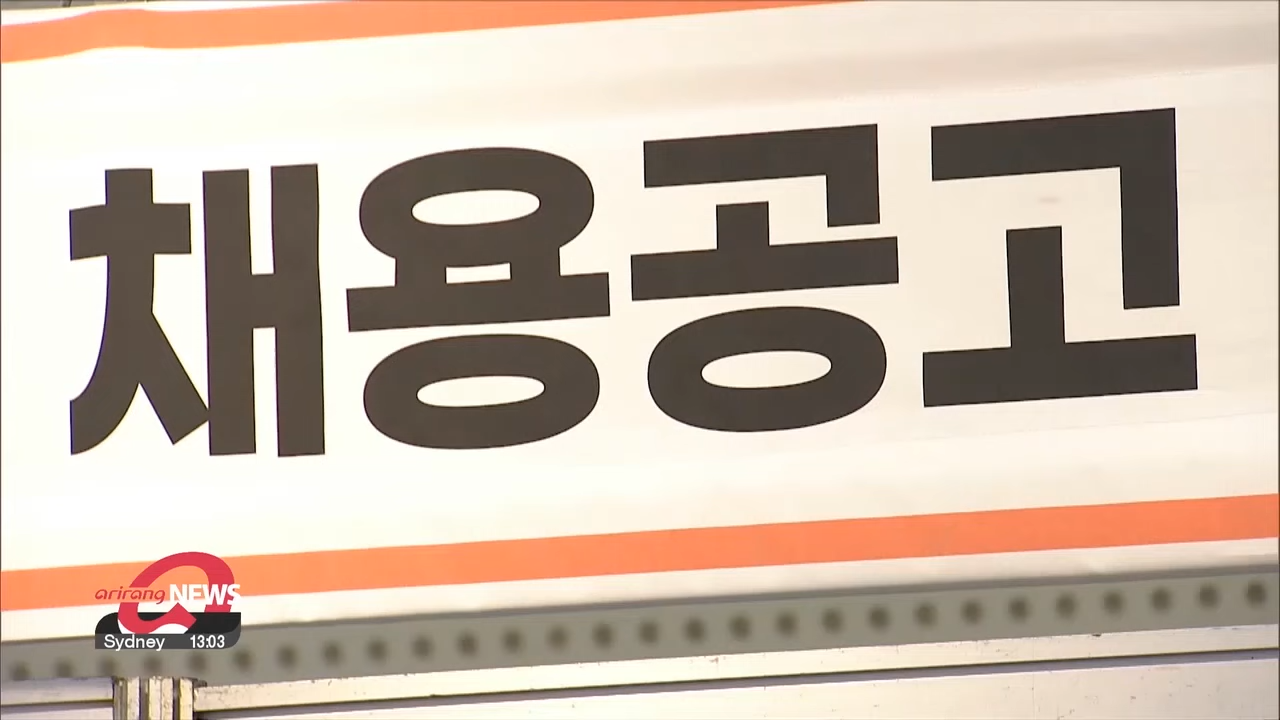 채용공고
arirang NEWS
Sydney 13:03